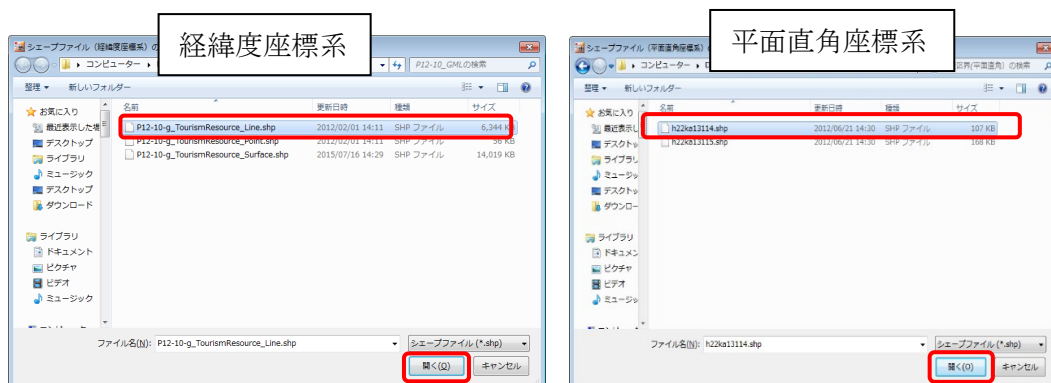 経緯度座標系
シェープファイル (経緯度座標系) の
コンピューター
P12-10_GMLの検索
整理
新しいフォルダー
お気に入り
最近表示した場
デスクトップ
ライブラリ
ミュージック
デスクトップ
ダウンロード
ライブラリ
ドキュメント
ピクチャ
ビデオ
ミュージック
名前 更新日時 種類 サイズ
P12-10-g_TourismResource_Line.shp 2012/02/01 14:11 SHP ファイル 6,344 KB
P12-10-g_TourismResource_Point.shp 2012/02/01 14:11 SHP ファイル 56 KB
P12-10-g_TourismResource_Surface.shp 2015/07/16 14:29 SHP ファイル 14,019 KB
ファイル名(N): P12-10-g_TourismResource_Line.shp
シェープファイル (*.shp)
開く(O) キャンセル
平面直角座標系
シェープファイル (平面直角座標系)
コンピューター
区界(平面直角) の検索
整理
新しいフォルダー
お気に入り
最近表示し
デスクトッ
ライブラリ
ミュージッ
デスクトッ
ダウンロー
ライブラリ
ドキュメン
ピクチャ
ビデオ
ミュージッ
名前 更新日時 種類 サイズ
h22ka13114.shp 2012/06/21 14:30 SHP ファイル 107 KB
h22ka13115.shp 2012/06/21 14:30 SHP ファイル 168 KB
ファイル名(N): h22ka13114.shp
シェープファイル (*.shp)
開く(O) キャンセル